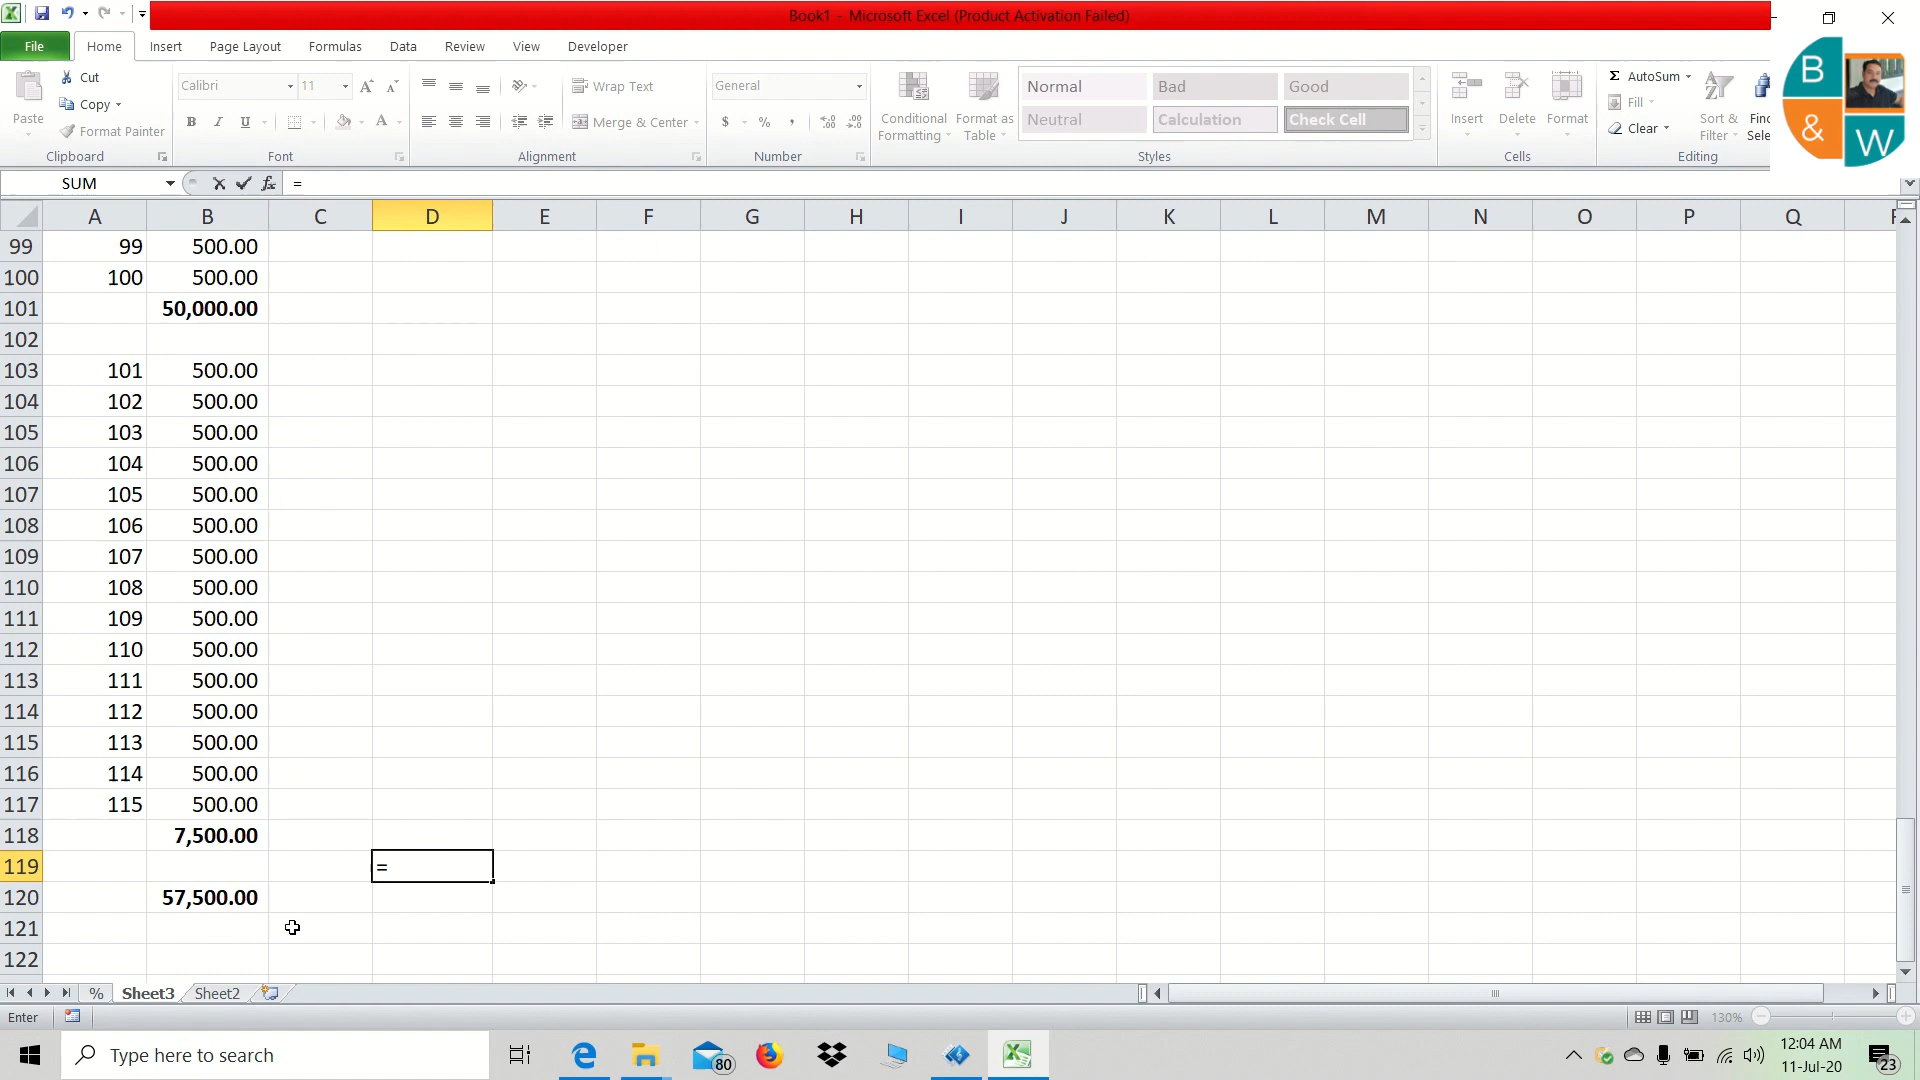 Book1 - Microsoft Excel (Product Activation Failed)
File Home Insert Page Layout Formulas Data Review View Developer
Paste Cut Copy Format Painter Clipboard
Calibri 11 A A B I U A Font
Wrap Text Merge & Center Alignment
General $ % , Number
Conditional Formatting Format as Table
Normal Bad Good
Neutral Calculation Check Cell
Styles
Insert Delete Format Cells
Σ AutoSum Fill Clear Sort & Filter Editing
B & W
SUM fx =
A B C D E F G H I J K L M N O P Q
99 99 500.00
100 100 500.00
101 50,000.00
102
103 101 500.00
104 102 500.00
105 103 500.00
106 104 500.00
107 105 500.00
108 106 500.00
109 107 500.00
110 108 500.00
111 109 500.00
112 110 500.00
113 111 500.00
114 112 500.00
115 113 500.00
116 114 500.00
117 115 500.00
118 7,500.00
119 =
120 57,500.00
121
122
% Sheet3 Sheet2
Enter 130%
Type here to search 80 12:04 AM
11-Jul-20 23